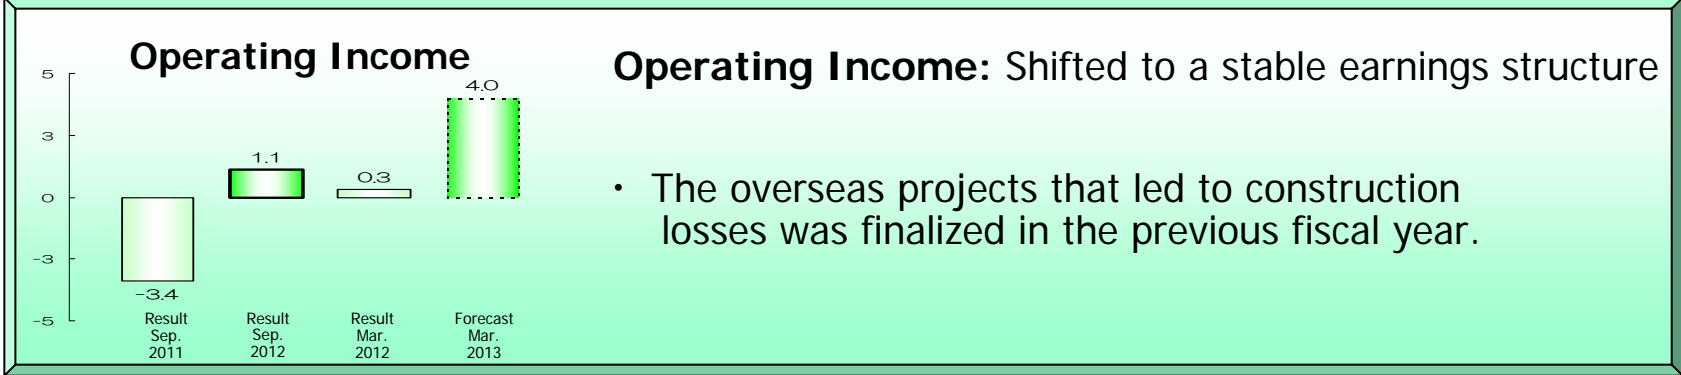 Operating Income
5
3
0
-3
-5
-3.4
1.1
0.3
4.0
Result
Sep.
2011
Result
Sep.
2012
Result
Mar.
2012
Forecast
Mar.
2013
Operating Income: Shifted to a stable earnings structure
・ The overseas projects that led to construction
losses was finalized in the previous fiscal year.